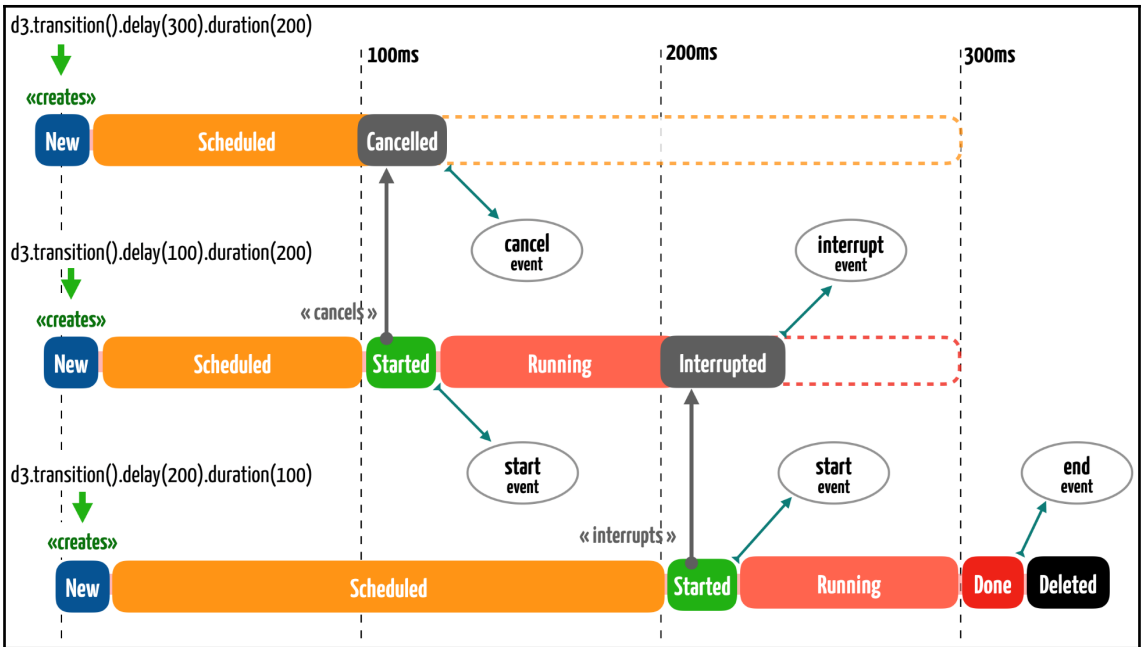 d3.transition().delay(300).duration(200)
100ms
200ms
300ms
«creates»
New
Scheduled
Cancelled
cancel
event
interrupt
event
d3.transition().delay(100).duration(200)
«creates»
« cancels »
New
Scheduled
Started
Running
Interrupted
start
event
start
event
end
event
d3.transition().delay(200).duration(100)
«creates»
« interrupts »
New
Scheduled
Started
Running
Done
Deleted